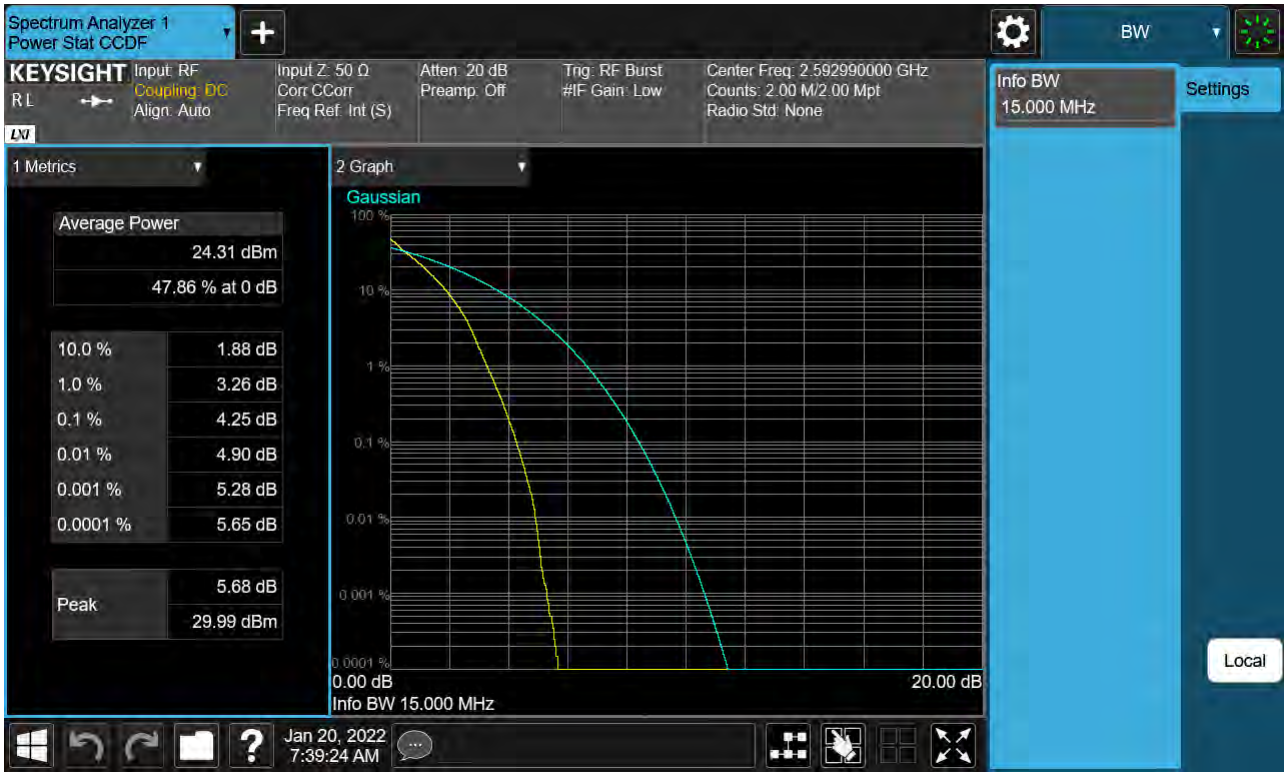 Spectrum Analyzer 1
Power Stat CCDF
BW
KEYSIGHT
RL
LXI
Input: RF
Coupling: DC
Align: Auto
Input Z: 50 Ω
Corr CCorr
Freq Ref: Int (S)
Atten: 20 dB
Preamp: Off
Trig: RF Burst
#IF Gain: Low
Center Freq: 2.592990000 GHz
Counts: 2.00 M/2.00 Mpt
Radio Std: None
Info BW
15.000 MHz
Settings
1 Metrics
Average Power
24.31 dBm
47.86 % at 0 dB
10.0 % 1.88 dB
1.0 % 3.26 dB
0.1 % 4.25 dB
0.01 % 4.90 dB
0.001 % 5.28 dB
0.0001 % 5.65 dB
Peak
5.68 dB
29.99 dBm
2 Graph
Gaussian
100 %
10 %
1 %
0.1 %
0.01 %
0.001 %
0.0001 %
0.00 dB 20.00 dB
Info BW 15.000 MHz
Local
?
Jan 20, 2022
7:39:24 AM